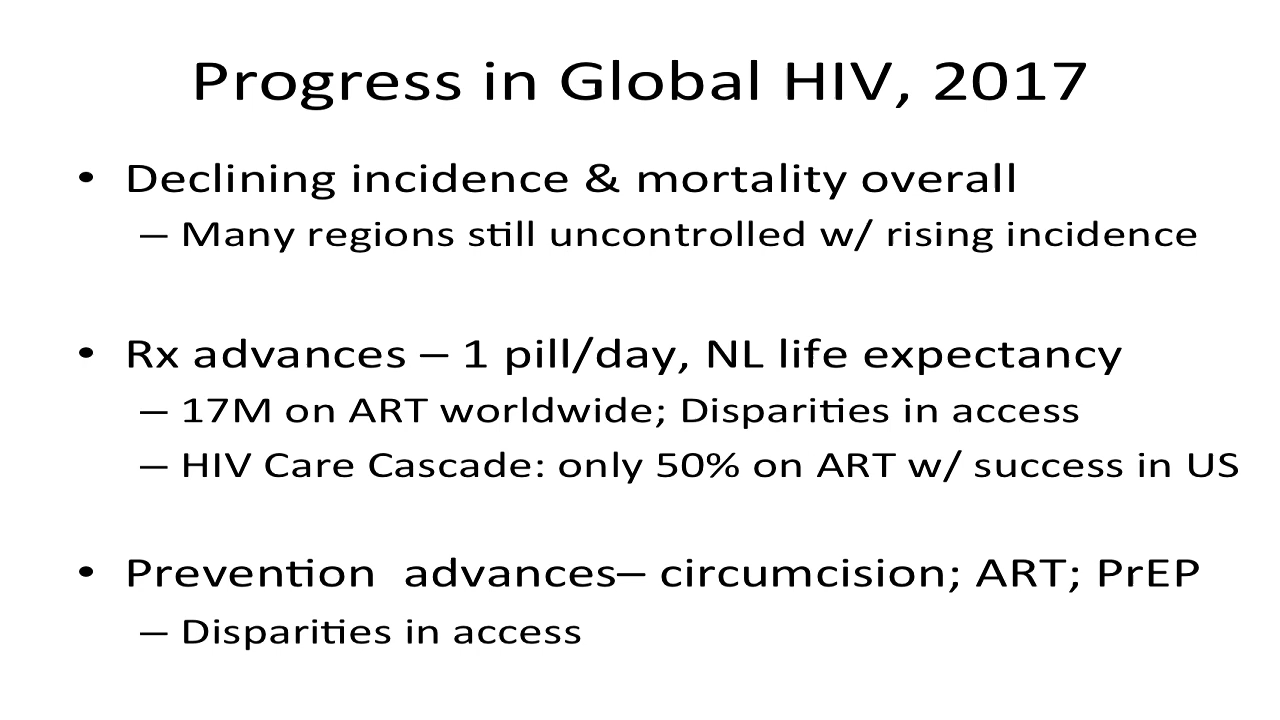 Progress in Global HIV, 2017
• Declining incidence & mortality overall
– Many regions still uncontrolled w/ rising incidence
• Rx advances – 1 pill/day, NL life expectancy
– 17M on ART worldwide; Disparities in access
– HIV Care Cascade: only 50% on ART w/ success in US
• Prevention  advances– circumcision; ART; PrEP
– Disparities in access